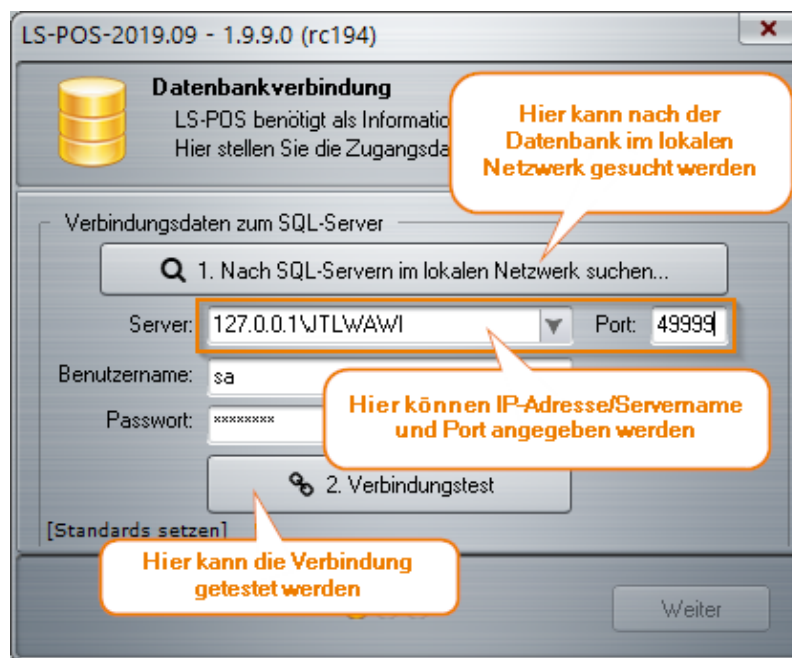 LS-POS-2019.09 - 1.9.9.0 (rc194)
Datenbankverbindung
LS-POS benötigt als
Hier stellen Sie die
Hier kann nach der
Datenbank im lokalen
Netzwerk gesucht werden
Verbindungsdaten zum SQL-Server
1. Nach SQL-Servern im lokalen Netzwerk suchen...
Server: 127.0.0.1\JTLWAWI Port: 49999
Benutzername: sa
Passwort: ********
Hier können IP-Adresse/Servername
und Port angegeben werden
2. Verbindungstest
[Standards setzen]
Hier kann die Verbindung
getestet werden
Weiter